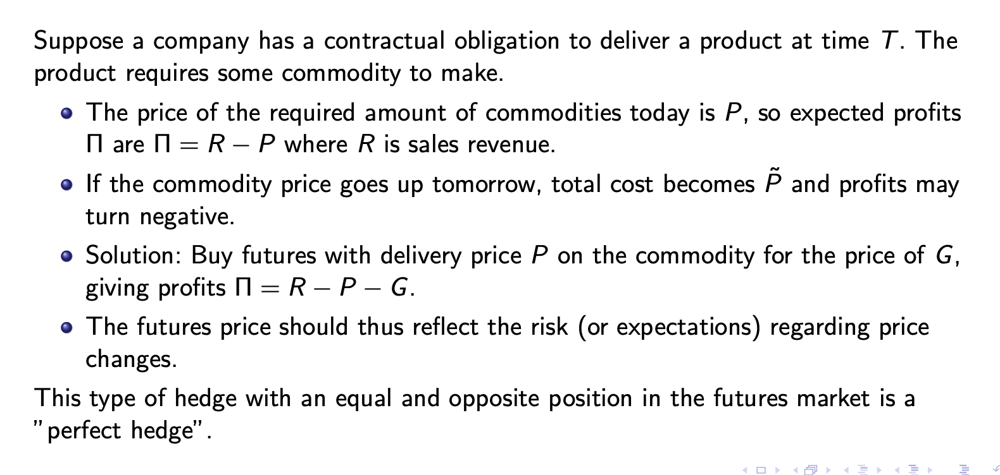 Suppose a company has a contractual obligation to deliver a product at time T. The
product requires some commodity to make.
The price of the required amount of commodities today is P, so expected profits
Π are Π = R − P where R is sales revenue.
If the commodity price goes up tomorrow, total cost becomes P̃ and profits may
turn negative.
Solution: Buy futures with delivery price P on the commodity for the price of G,
giving profits Π = R − P − G.
The futures price should thus reflect the risk (or expectations) regarding price
changes.
This type of hedge with an equal and opposite position in the futures market is a
”perfect hedge”.